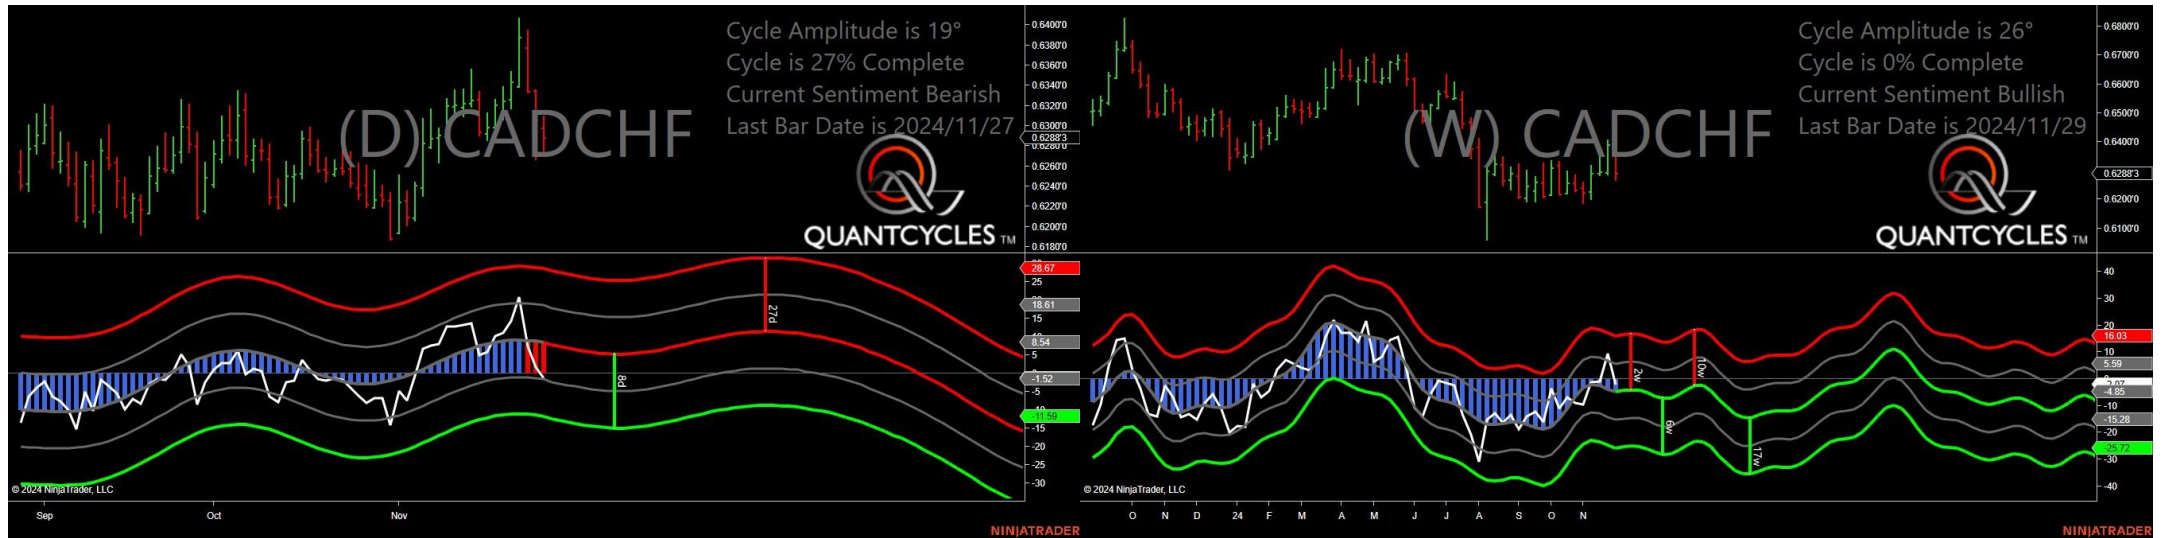 Cycle Amplitude is 19°
Cycle is 27% Complete
Current Sentiment Bearish
Last Bar Date is 2024/11/27
(D) CADCHF
QUANTCYCLES TM
0.6400'0
0.6380'0
0.6360'0
0.6340'0
0.6320'0
0.6300'0
0.6288'3
0.6280'0
0.6260'0
0.6240'0
0.6220'0
0.6200'0
0.6180'0
28.67
25
18.61
15
8.54
5
-1.52
-5
-11.59
-15
-20
-25
-30
27d
8d
© 2024 NinjaTrader, LLC
Sep Oct Nov
NINJATRADER
Cycle Amplitude is 26°
Cycle is 0% Complete
Current Sentiment Bullish
Last Bar Date is 2024/11/29
(W) CADCHF
QUANTCYCLES TM
0.6800'0
0.6700'0
0.6600'0
0.6500'0
0.6400'0
0.6288'3
0.6200'0
0.6100'0
40
30
20
16.03
10
5.59
-4.85
-10
-15.28
-20
-25.72
-30
-40
2w
10w
6w
17w
© 2024 NinjaTrader, LLC
O N D 24 F M A M J J A S O N
NINJATRADER